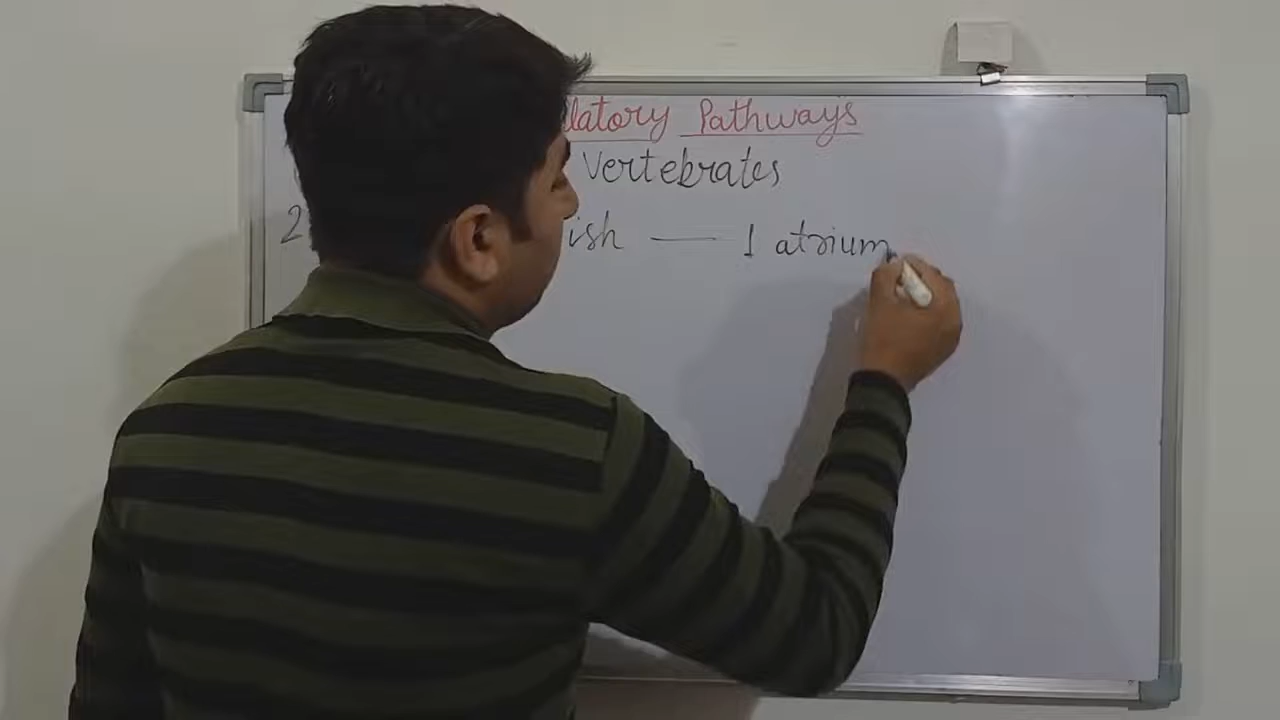 latory Pathways
Vertebrates
2 ish — 1 atrium